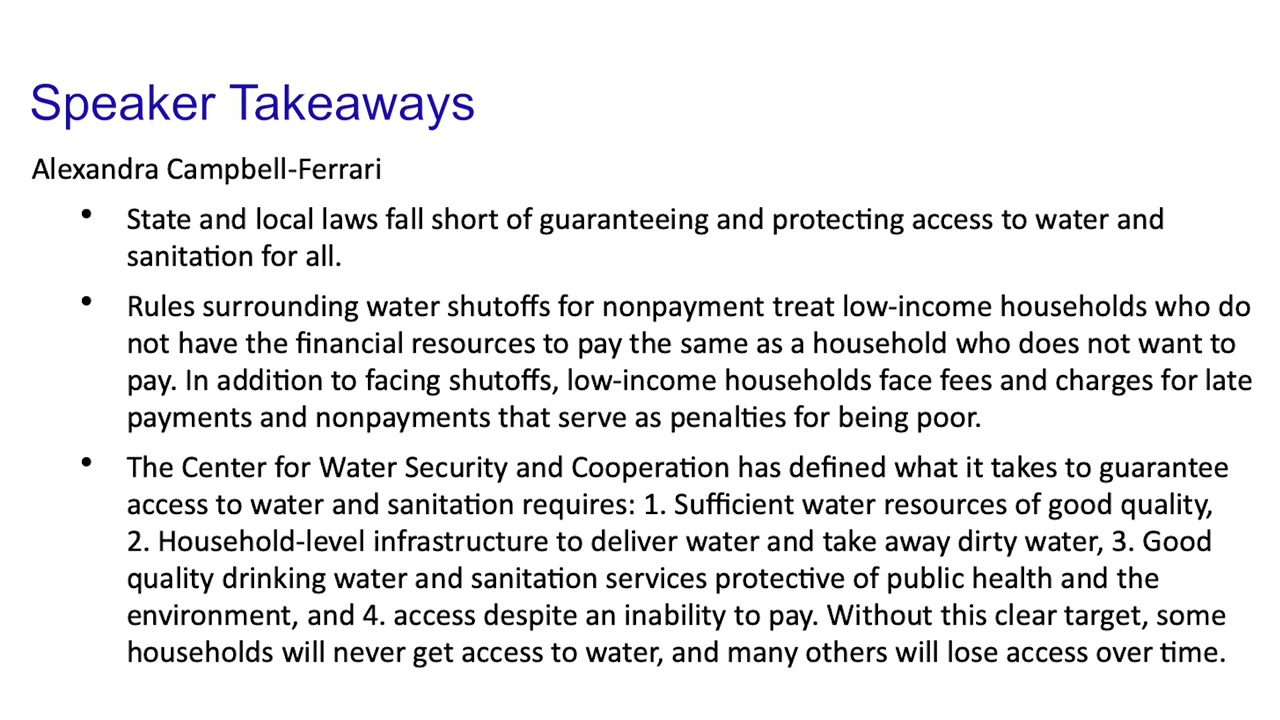 Speaker Takeaways
Alexandra Campbell-Ferrari
• State and local laws fall short of guaranteeing and protecting access to water and
sanitation for all.
• Rules surrounding water shutoffs for nonpayment treat low-income households who do
not have the financial resources to pay the same as a household who does not want to
pay. In addition to facing shutoffs, low-income households face fees and charges for late
payments and nonpayments that serve as penalties for being poor.
• The Center for Water Security and Cooperation has defined what it takes to guarantee
access to water and sanitation requires: 1. Sufficient water resources of good quality,
2. Household-level infrastructure to deliver water and take away dirty water, 3. Good
quality drinking water and sanitation services protective of public health and the
environment, and 4. access despite an inability to pay. Without this clear target, some
households will never get access to water, and many others will lose access over time.